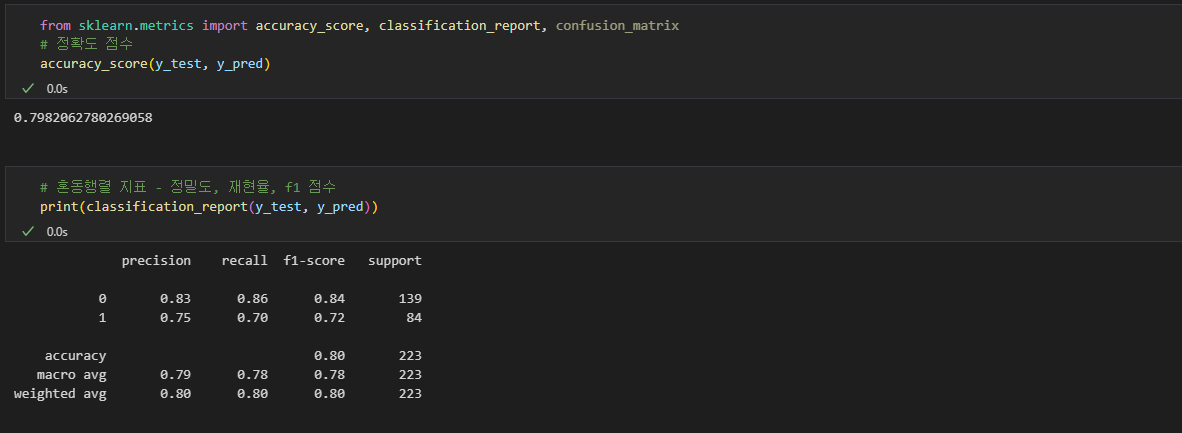 from sklearn.metrics import accuracy_score, classification_report, confusion_matrix
# 정확도 점수
accuracy_score(y_test, y_pred)
✓ 0.0s
0.7982062780269058
# 혼동행렬 지표 - 정밀도, 재현율, f1 점수
print(classification_report(y_test, y_pred))
✓ 0.0s
precision recall f1-score support
0 0.83 0.86 0.84 139
1 0.75 0.70 0.72 84
accuracy 0.80 223
macro avg 0.79 0.78 0.78 223
weighted avg 0.80 0.80 0.80 223